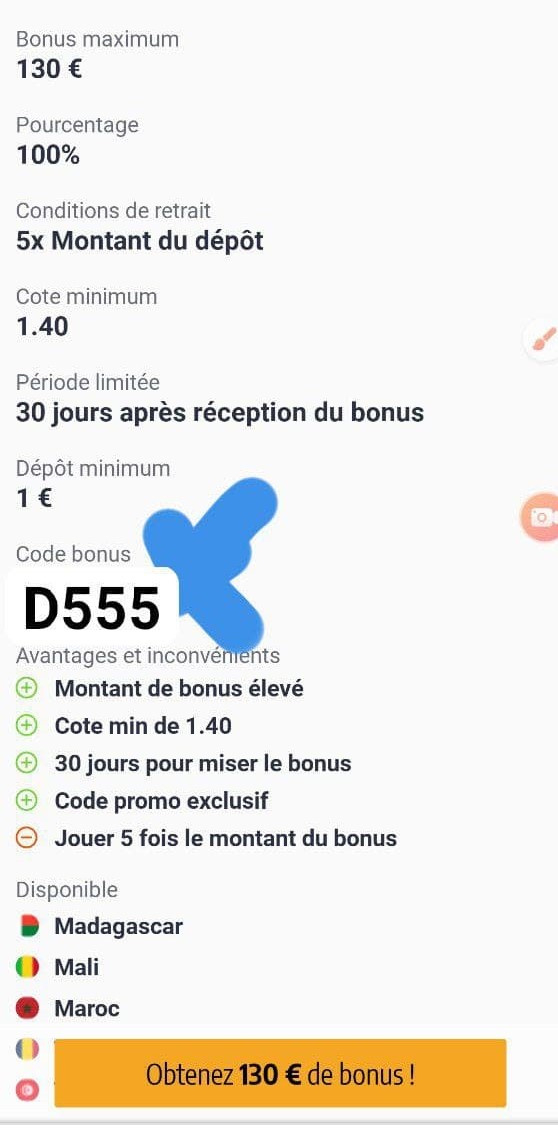 Bonus maximum
130 €
Pourcentage
100%
Conditions de retrait
5x Montant du dépôt
Cote minimum
1.40
Période limitée
30 jours après réception du bonus
Dépôt minimum
1 €
Code bonus
D555
Avantages et inconvénients
Montant de bonus élevé
Cote min de 1.40
30 jours pour miser le bonus
Code promo exclusif
Jouer 5 fois le montant du bonus
Disponible
Madagascar
Mali
Maroc
Obtenez 130 € de bonus !